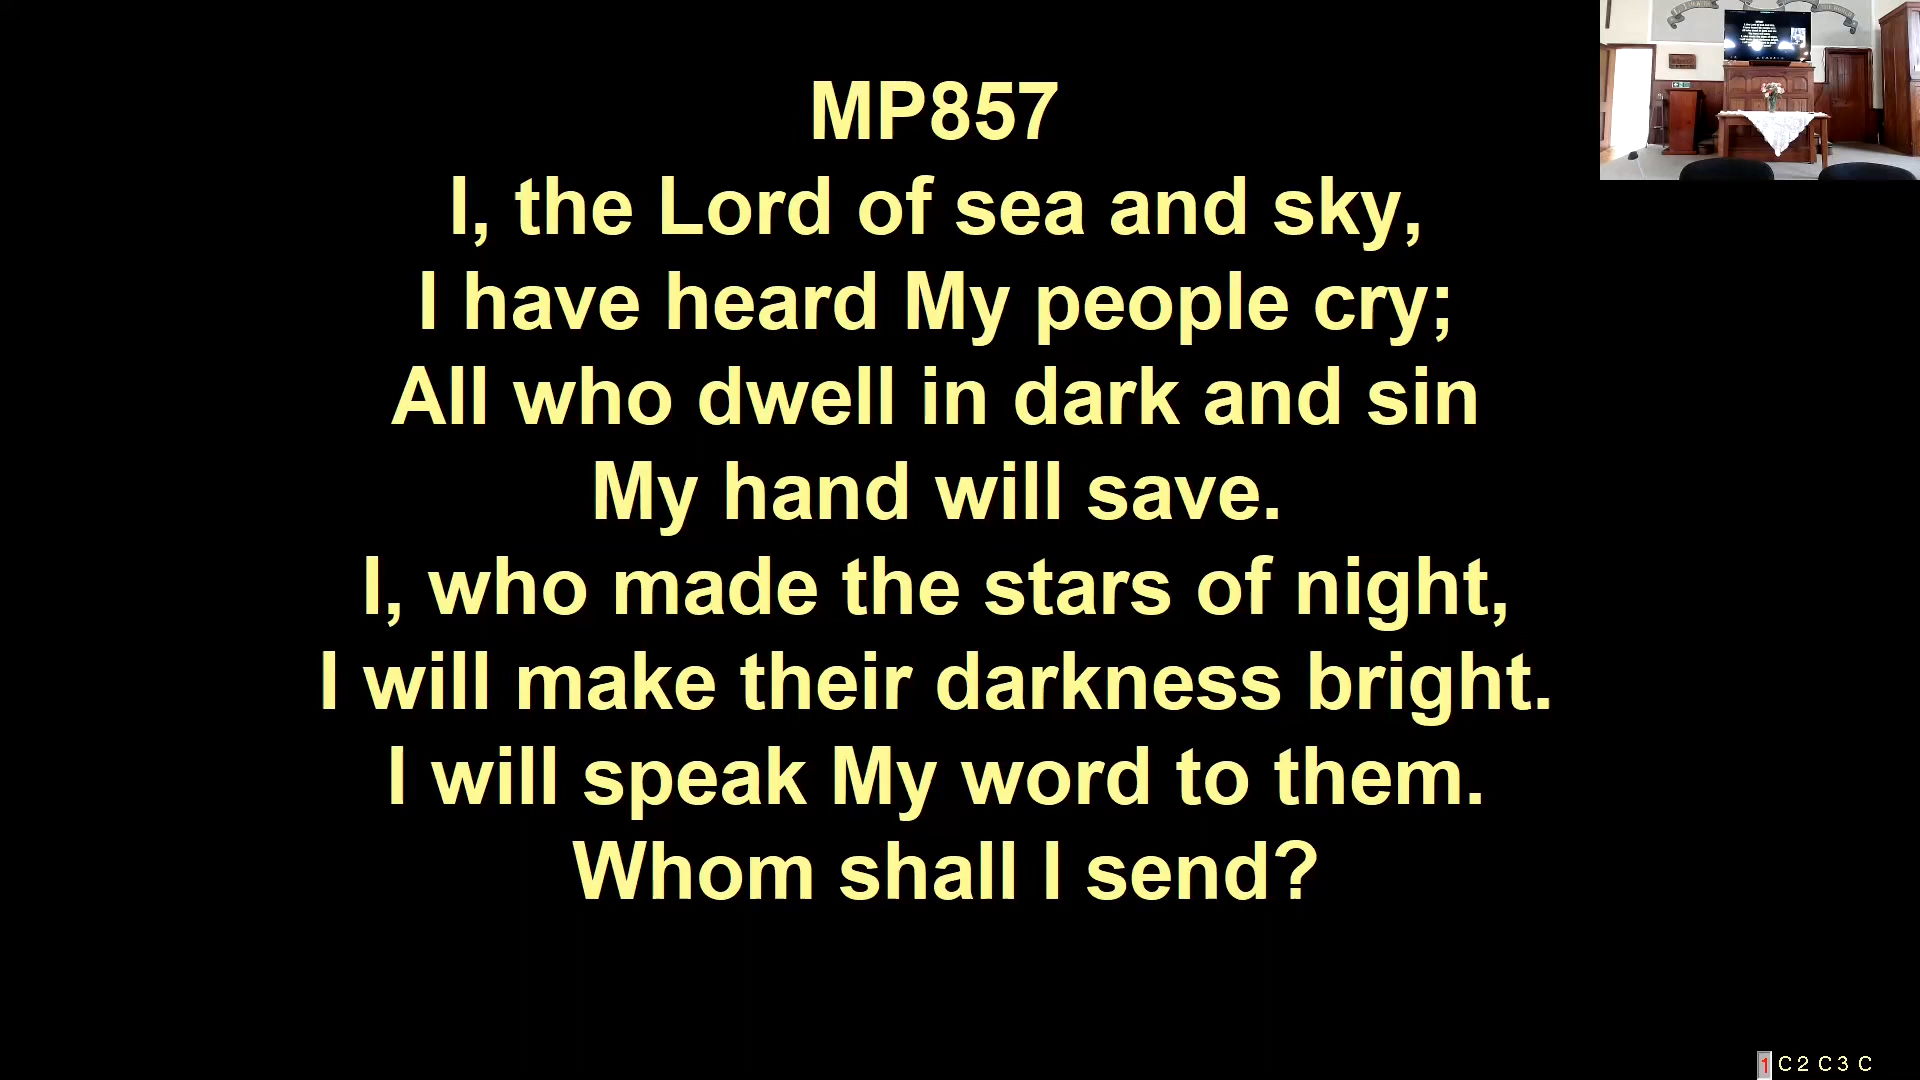 MP857
I, the Lord of sea and sky,
I have heard My people cry;
All who dwell in dark and sin
My hand will save.
I, who made the stars of night,
I will make their darkness bright.
I will speak My word to them.
Whom shall I send?
1 C 2 C 3 C